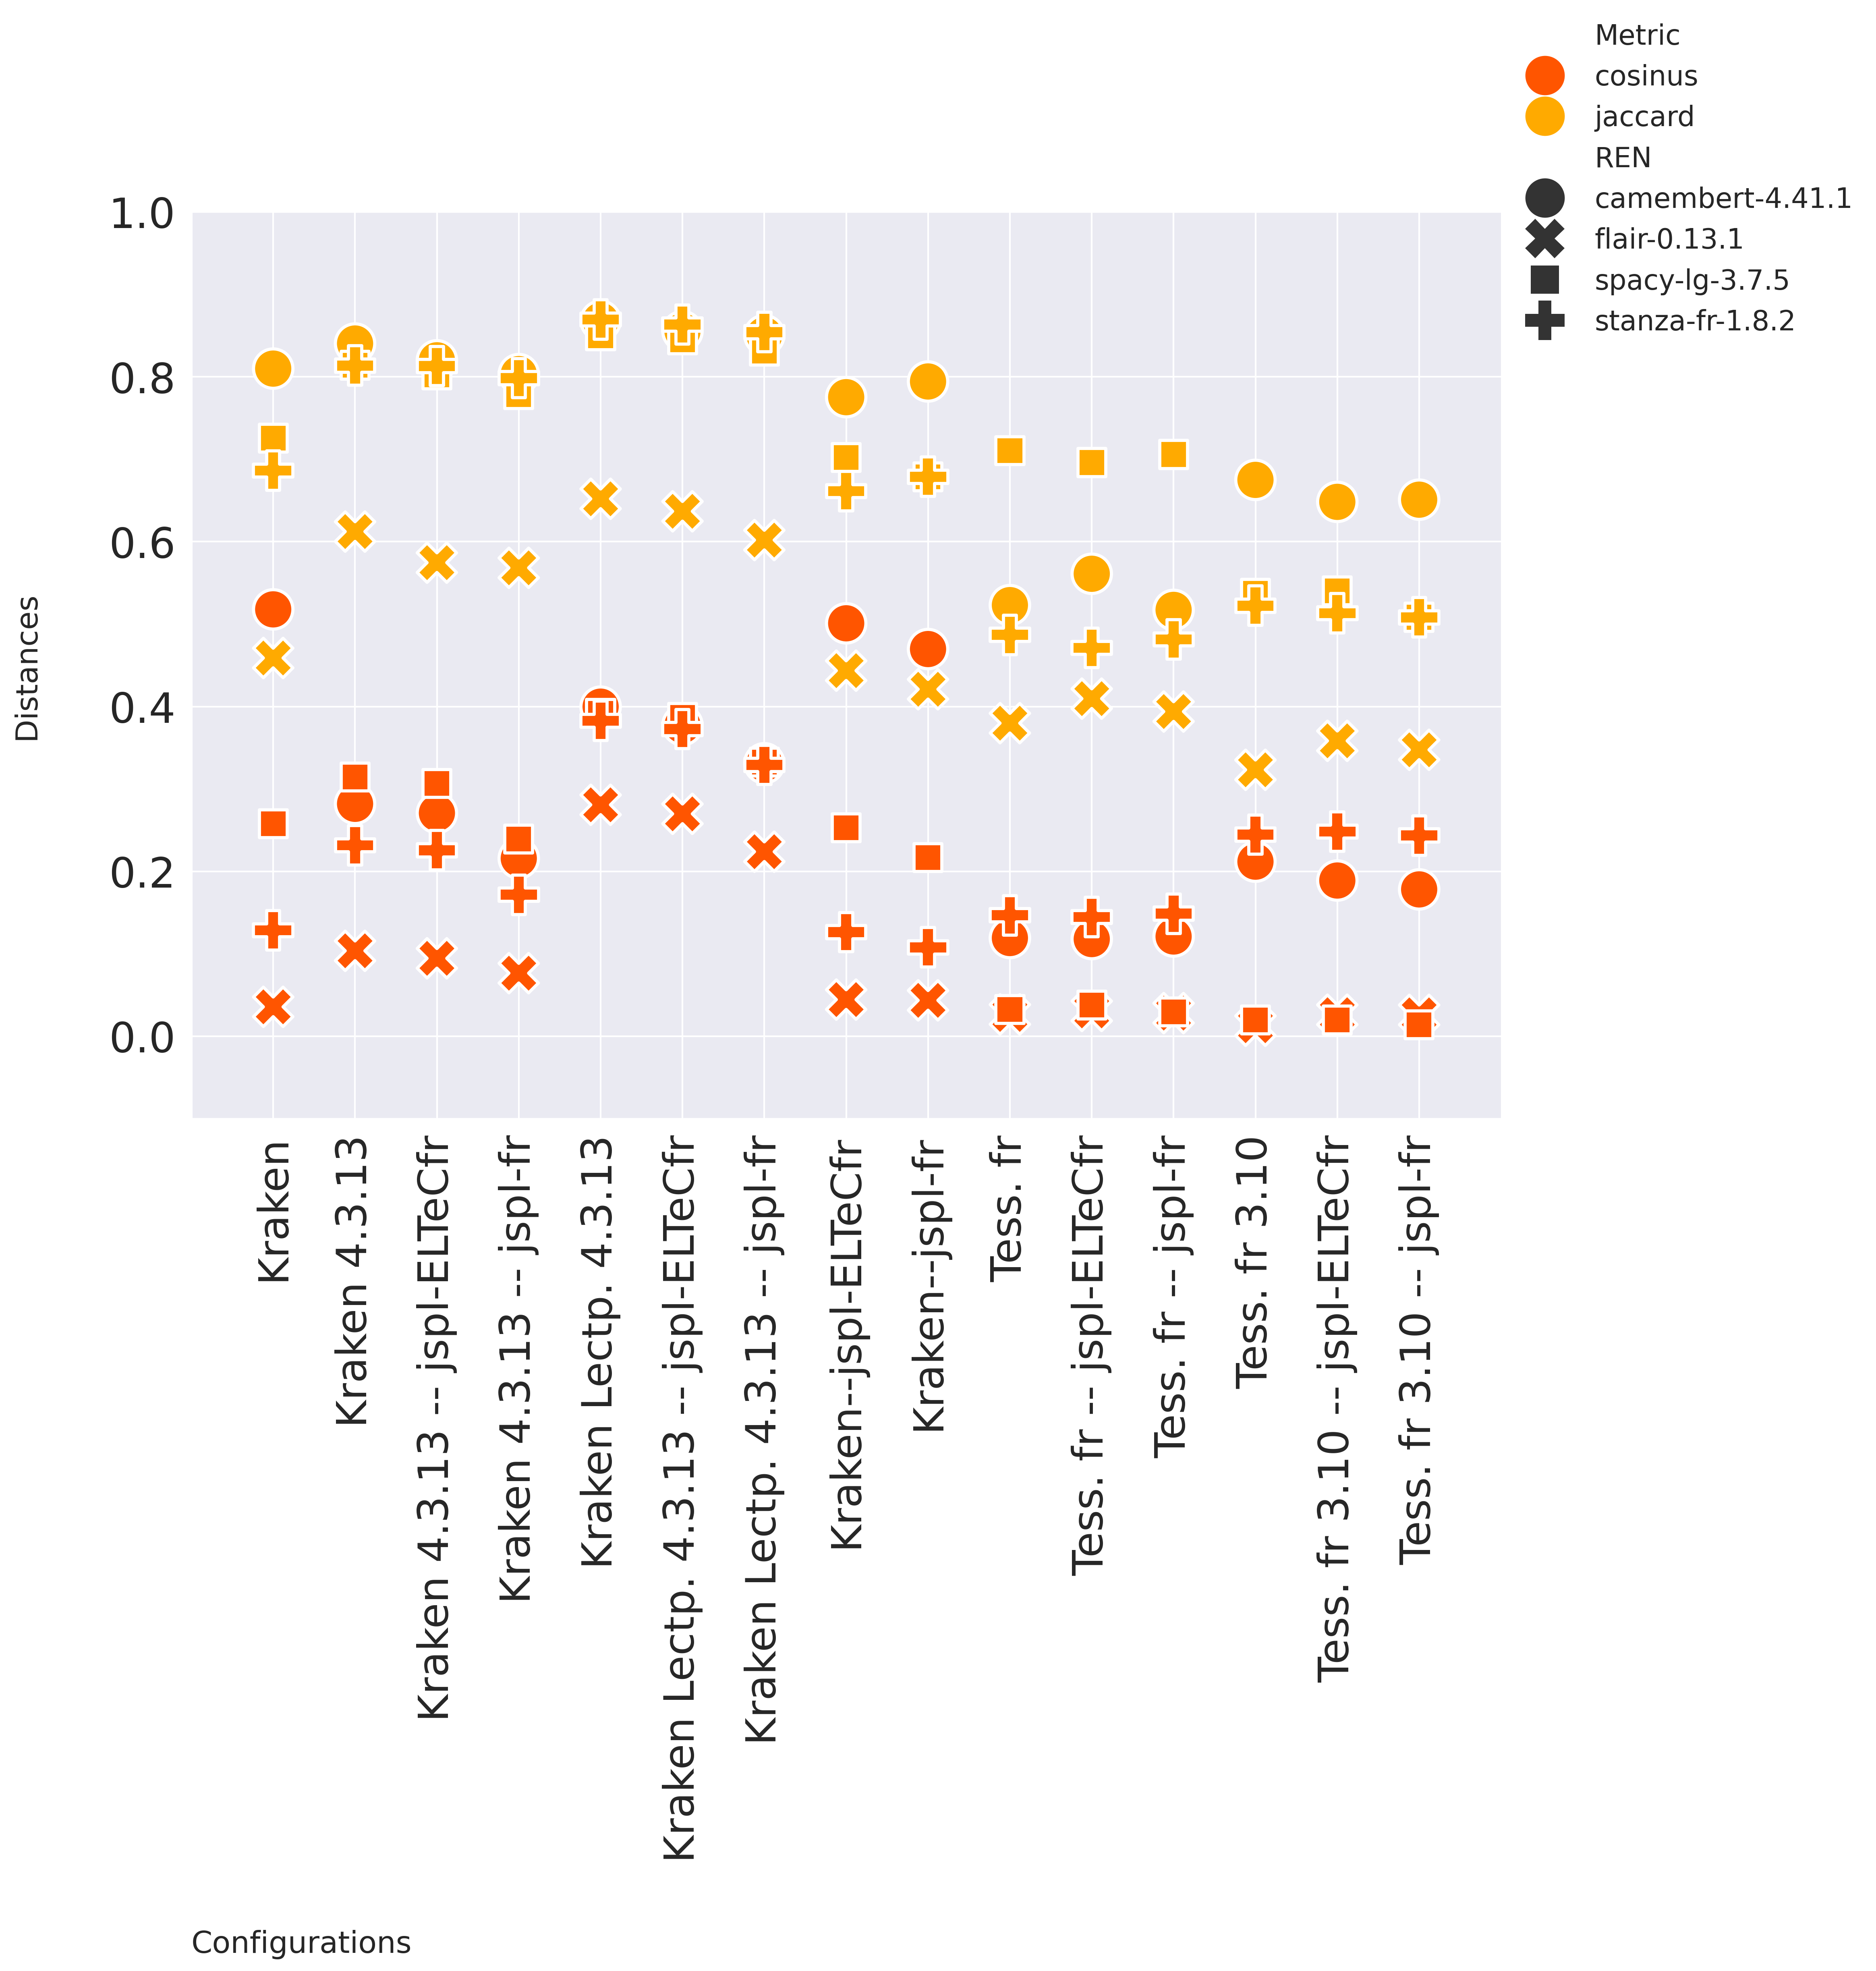 Metric
cosinus
jaccard
REN
camembert-4.41.1
flair-0.13.1
spacy-lg-3.7.5
stanza-fr-1.8.2
1.0
0.8
0.6
0.4
0.2
0.0
Distances
Kraken
Kraken 4.3.13
Kraken 4.3.13 -- jspl-ELTeCfr
Kraken 4.3.13 -- jspl-fr
Kraken Lectp. 4.3.13
Kraken Lectp. 4.3.13 -- jspl-ELTeCfr
Kraken Lectp. 4.3.13 -- jspl-fr
Kraken--jspl-ELTeCfr
Kraken--jspl-fr
Tess. fr
Tess. fr -- jspl-ELTeCfr
Tess. fr -- jspl-fr
Tess. fr 3.10
Tess. fr 3.10 -- jspl-ELTeCfr
Tess. fr 3.10 -- jspl-fr
Configurations